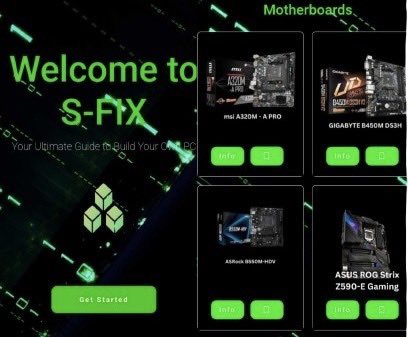 Welcome to
S-FIX
Your Ultimate Guide to Build Your Own PC
Get Started
Motherboards
msi A320M - A PRO
Info
GIGABYTE B450M DS3H
Info
ASRock B550M-HDV
Info
ASUS ROG Strix
Z590-E Gaming
Info